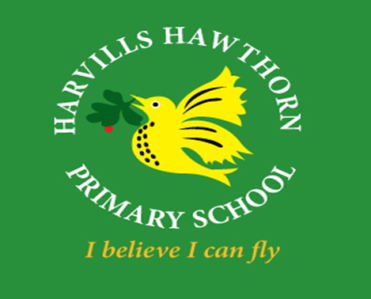 HARVILLS HAWTHORN
PRIMARY SCHOOL
I believe I can fly